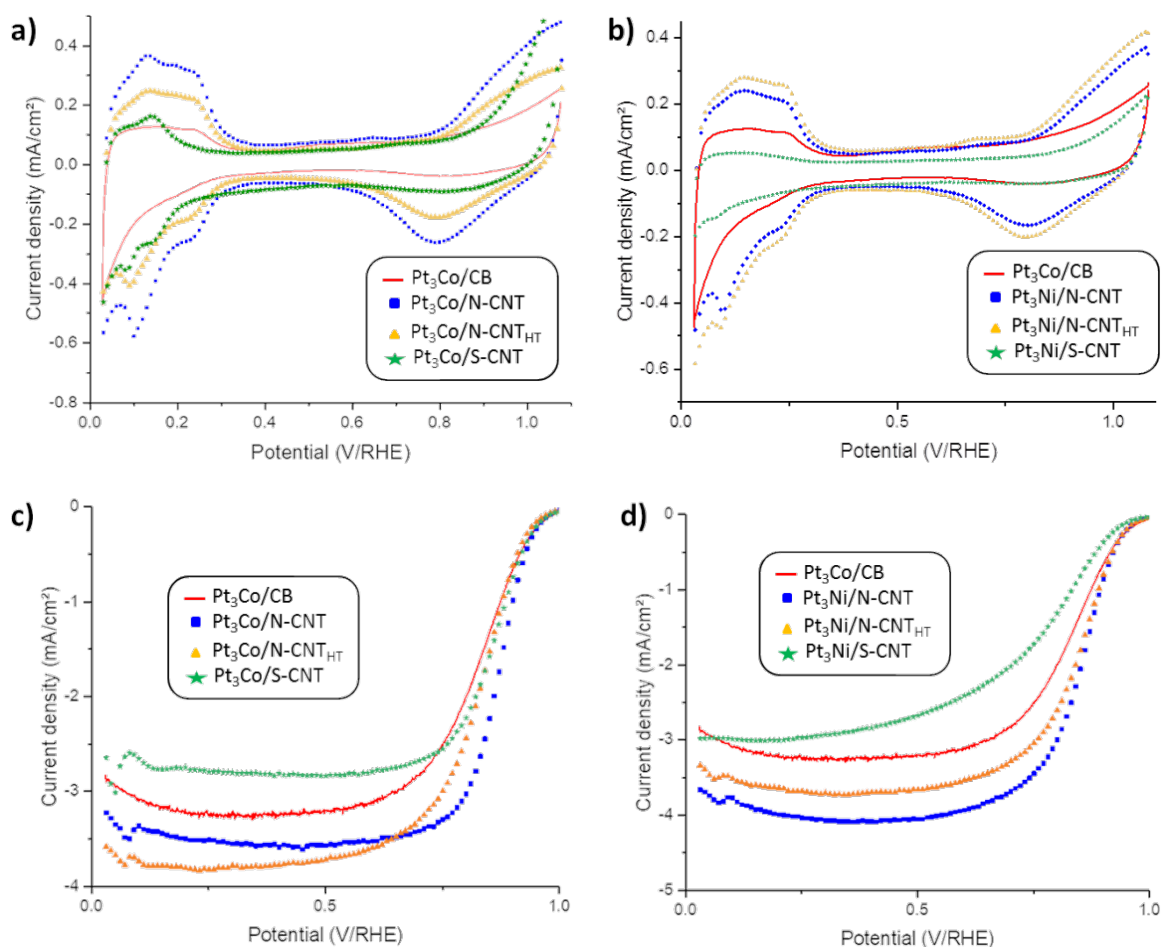 a)
0.4
0.2
0.0
-0.2
-0.4
-0.6
-0.8
0.0
0.2
0.4
0.6
0.8
1.0
Current density (mA/cm²)
Potential (V/RHE)
Pt₃Co/CB
Pt₃Co/N-CNT
Pt₃Co/N-CNT_HT
Pt₃Co/S-CNT
b)
0.4
0.2
0.0
-0.2
-0.4
-0.6
0.0
0.5
1.0
Current density (mA/cm²)
Potential (V/RHE)
Pt₃Co/CB
Pt₃Ni/N-CNT
Pt₃Ni/N-CNT_HT
Pt₃Ni/S-CNT
c)
0
-1
-2
-3
-4
0.0
0.5
1.0
Current density (mA/cm²)
Potential (V/RHE)
Pt₃Co/CB
Pt₃Co/N-CNT
Pt₃Co/N-CNT_HT
Pt₃Co/S-CNT
d)
0
-1
-2
-3
-4
-5
0.0
0.5
1.0
Current density (mA/cm²)
Potential (V/RHE)
Pt₃Co/CB
Pt₃Ni/N-CNT
Pt₃Ni/N-CNT_HT
Pt₃Ni/S-CNT